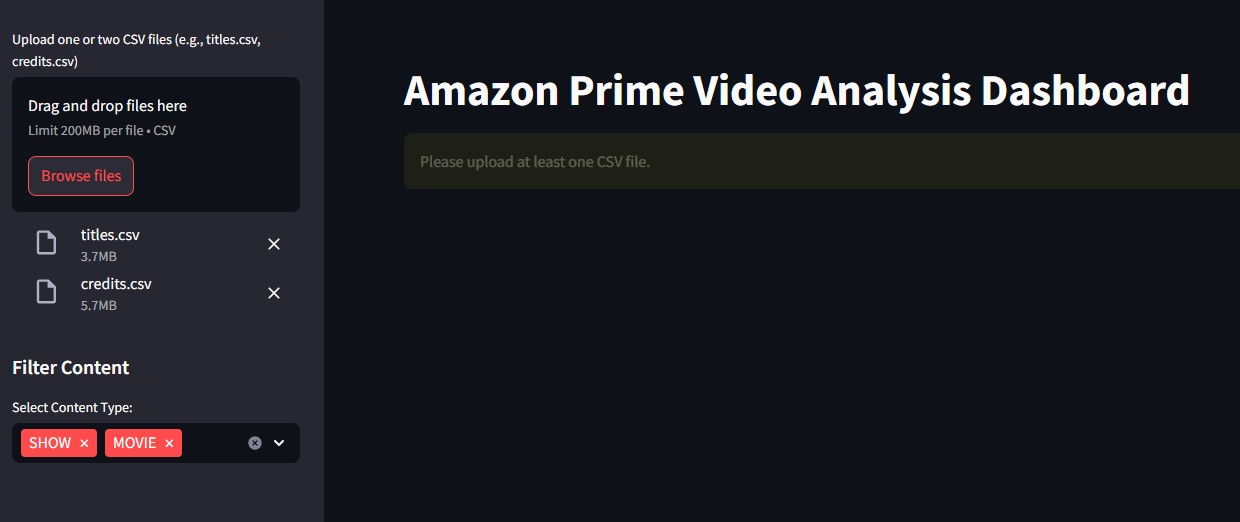 Upload one or two CSV files (e.g., titles.csv,
credits.csv)
Drag and drop files here
Limit 200MB per file • CSV
Browse files
titles.csv
3.7MB
credits.csv
5.7MB
Filter Content
Select Content Type:
SHOW
MOVIE
Amazon Prime Video Analysis Dashboard
Please upload at least one CSV file.